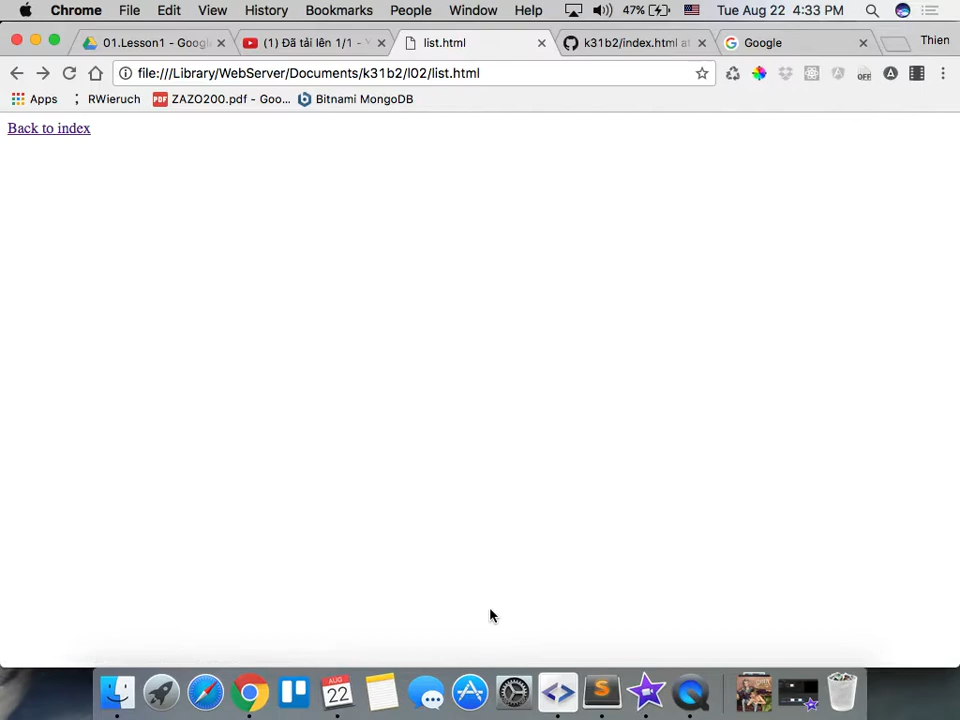 Chrome File Edit View History Bookmarks People Window Help 47% Tue Aug 22 4:33 PM
01.Lesson1 - Googl (1) Đã tải lên 1/1 - Y list.html k31b2/index.html at Google Thien
file:///Library/WebServer/Documents/k31b2/l02/list.html OFF
Apps ; RWieruch PDF ZAZO200.pdf - Goo... Bitnami MongoDB
Back to index
AUG
22